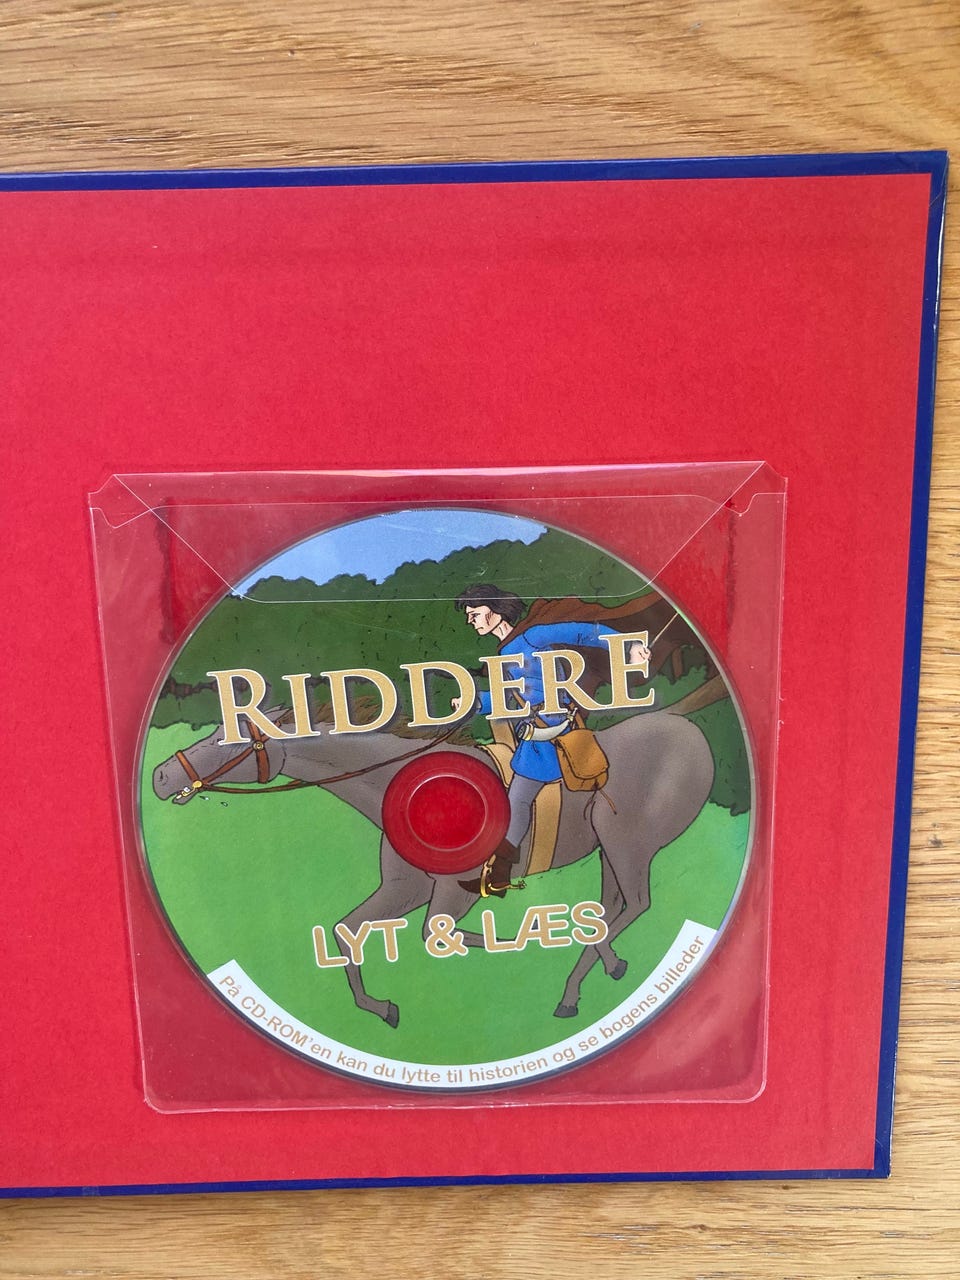 RIDDERE
LYT & LÆS
På CD-ROM'en kan du lytte til historien og se bogens billeder